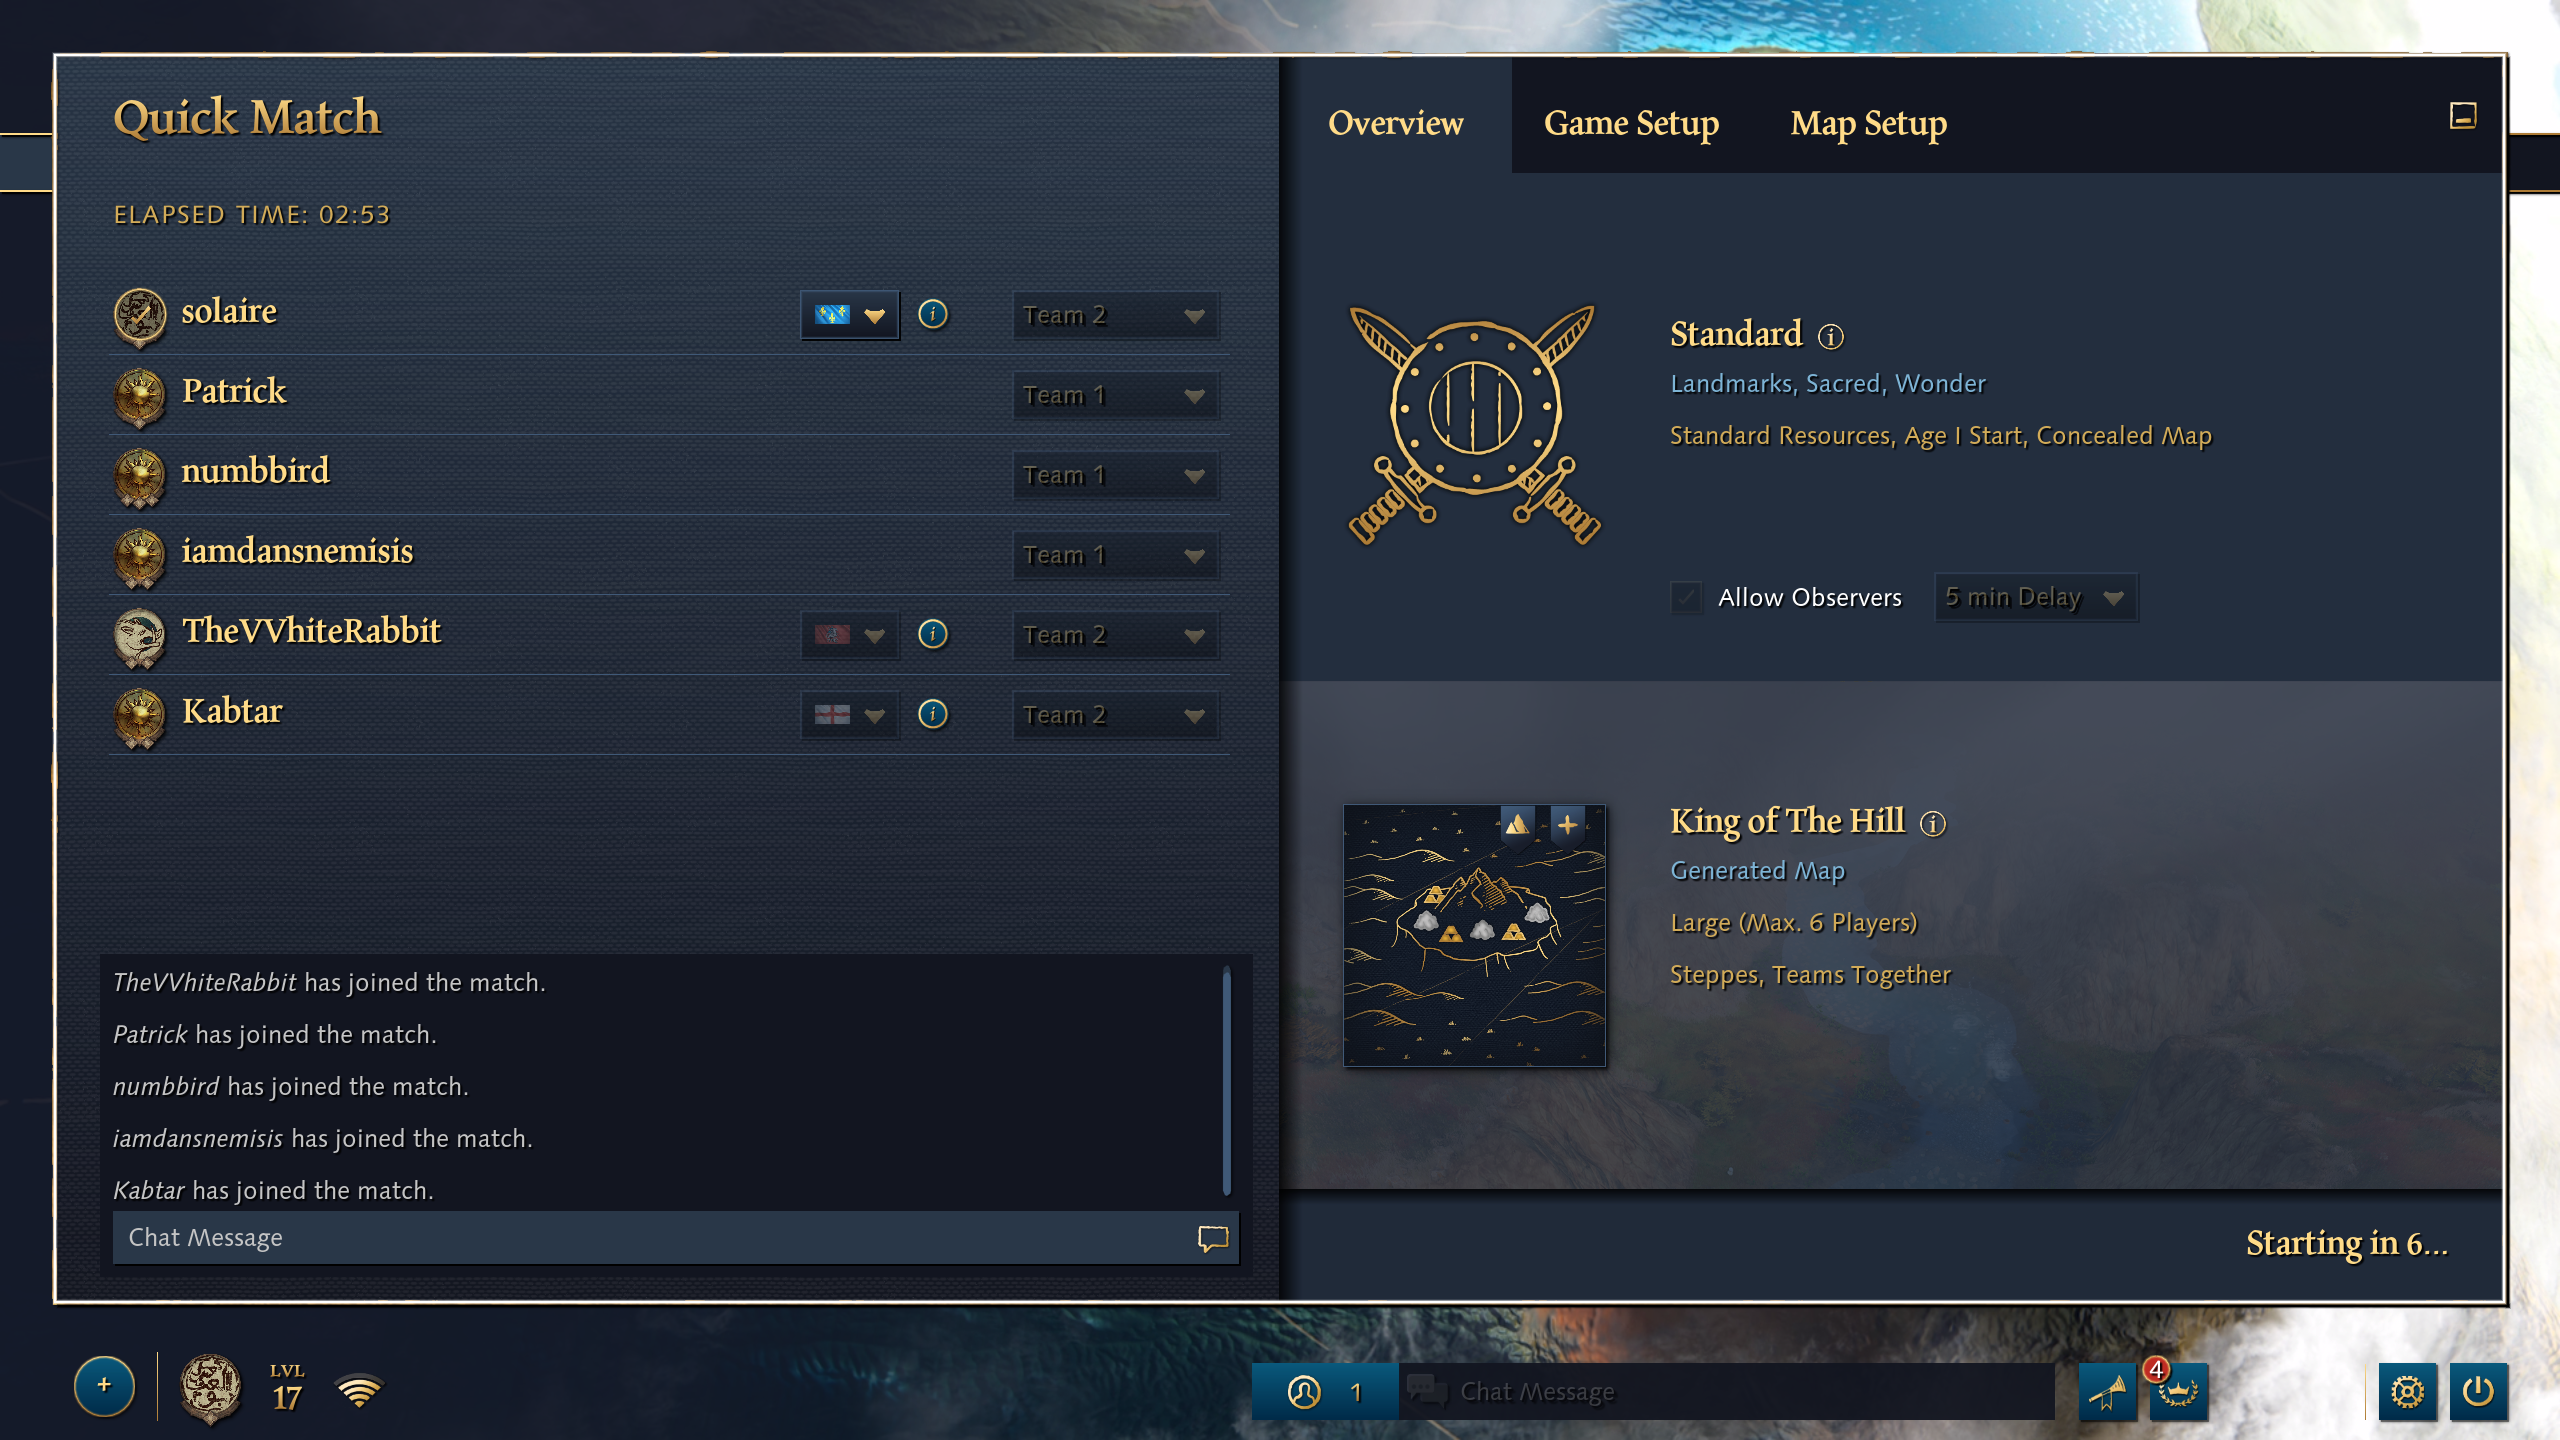 Quick Match
ELAPSED TIME: 02:53
solaire
Team 2
Patrick
Team 1
numbbird
Team 1
iamdansnemisis
Team 1
TheVVhiteRabbit
Team 2
Kabtar
Team 2
TheVVhiteRabbit has joined the match.
Patrick has joined the match.
numbbird has joined the match.
iamdansnemisis has joined the match.
Kabtar has joined the match.
Chat Message
Overview Game Setup Map Setup
Standard
Landmarks, Sacred, Wonder
Standard Resources, Age I Start, Concealed Map
Allow Observers 5 min Delay
King of The Hill
Generated Map
Large (Max. 6 Players)
Steppes, Teams Together
Starting in 6...
LVL
17
1
Chat Message
4